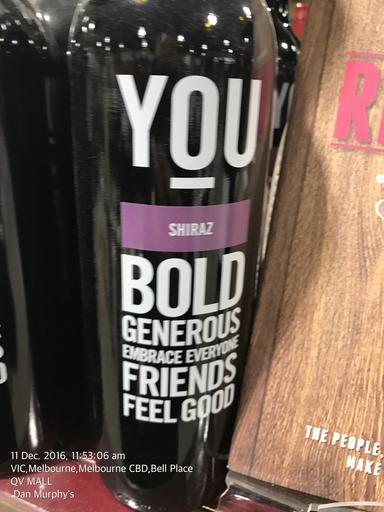 YOU
SHIRAZ
BOLD
GENEROUS
EMBRACE EVERYONE
FRIENDS
FEEL GOOD
R
THE PEOPLE
MAKE
11 Dec. 2016, 11:53:06 am
VIC,Melbourne,Melbourne CBD,Bell Place
QV MALL
Dan Murphy's